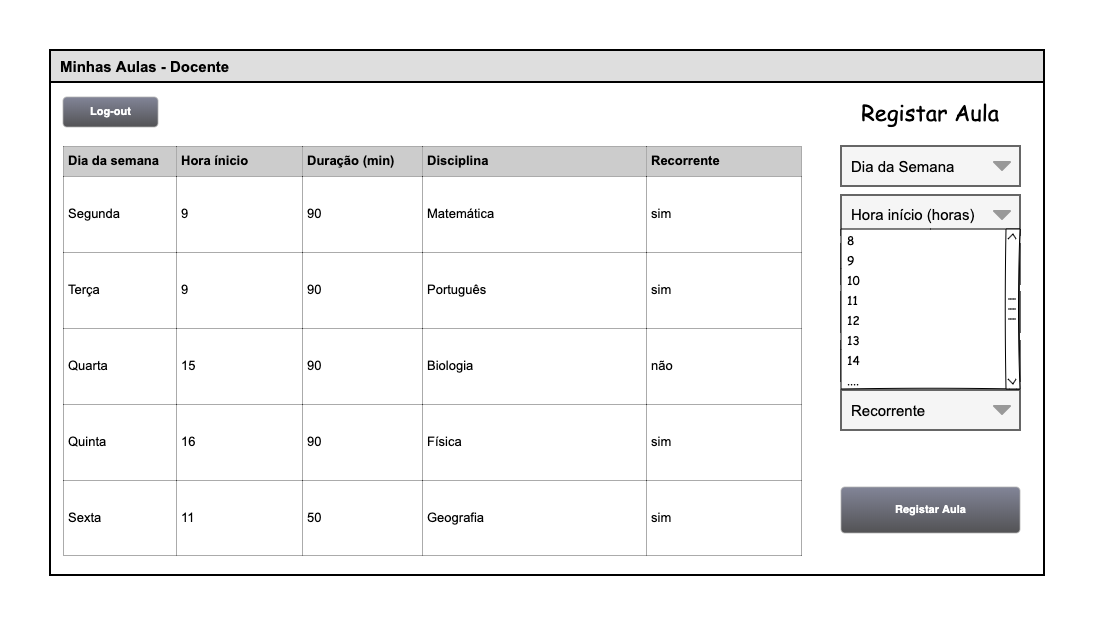 Minhas Aulas - Docente
Log-out
Dia da semana Hora ínicio Duração (min) Disciplina Recorrente
Segunda 9 90 Matemática sim
Terça 9 90 Português sim
Quarta 15 90 Biologia não
Quinta 16 90 Física sim
Sexta 11 50 Geografia sim
Registar Aula
Dia da Semana
Hora início (horas)
8
9
10
11
12
13
14
....
Recorrente
Registar Aula